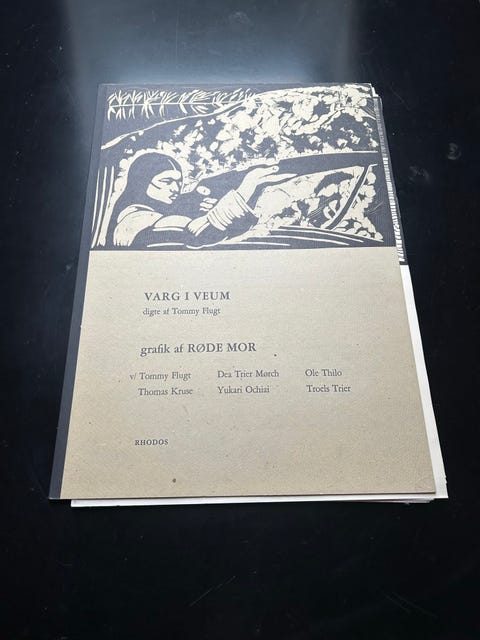 VARG I VEUM
digte af Tommy Flugt
grafik af RØDE MOR
v/ Tommy Flugt Dea Trier Mørch Ole Thilo
Thomas Kruse Yukari Ochiai Troels Trier
RHODOS